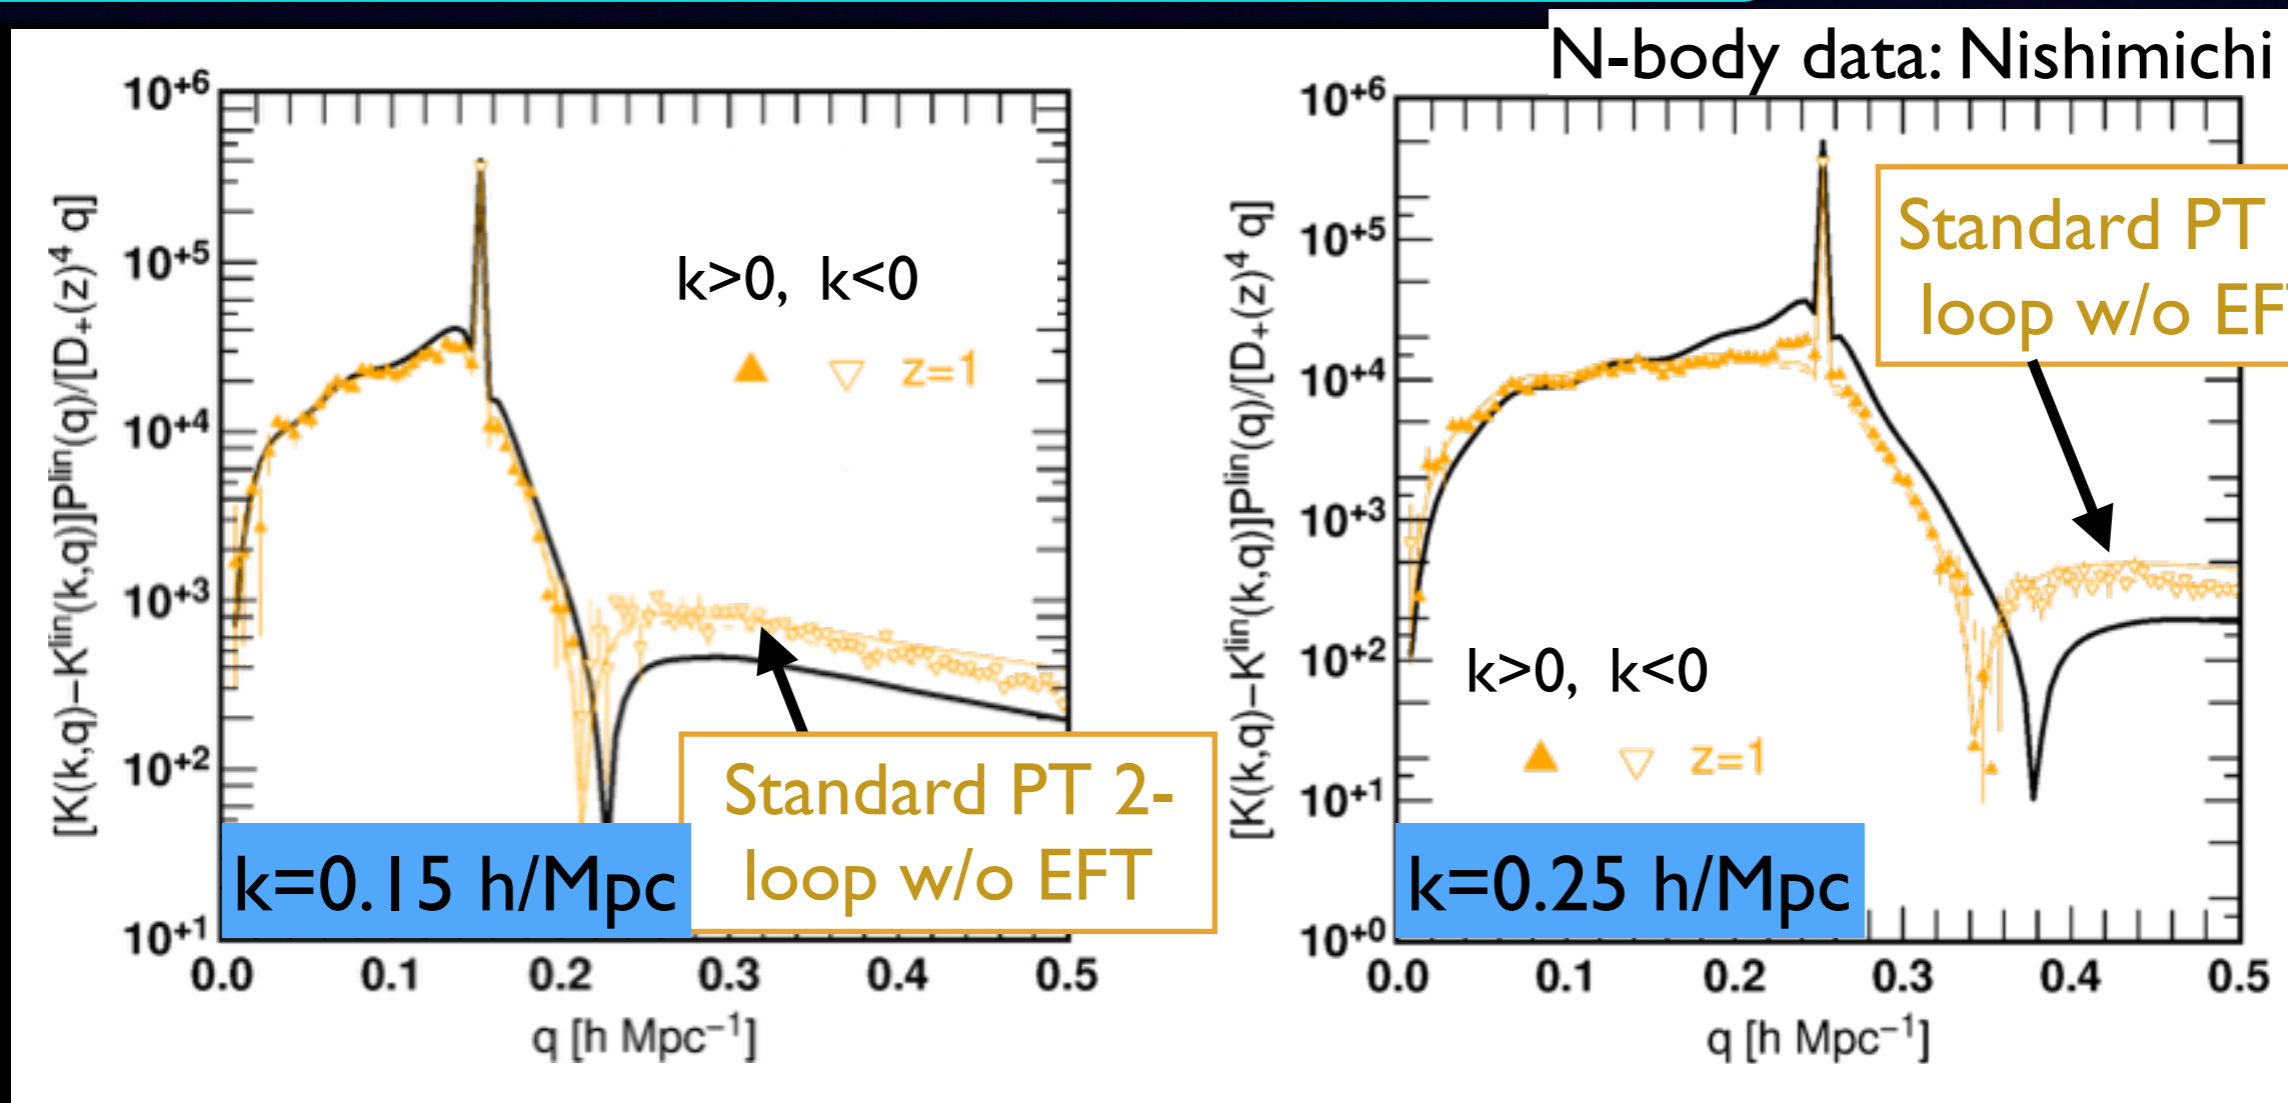 N-body data: Nishimichi
10+6
10+5
10+4
10+3
10+2
10+1
[K(k,q)−Klin(k,q)]Plin(q)/[D+(z)4 q]
k>0, k<0
z=1
Standard PT 2-
loop w/o EFT
k=0.15 h/Mpc
0.0 0.1 0.2 0.3 0.4 0.5
q [h Mpc−1]
10+6
10+5
10+4
10+3
10+2
10+1
10+0
[K(k,q)−Klin(k,q)]Plin(q)/[D+(z)4 q]
Standard PT
loop w/o EF
k>0, k<0
z=1
k=0.25 h/Mpc
0.0 0.1 0.2 0.3 0.4 0.5
q [h Mpc−1]